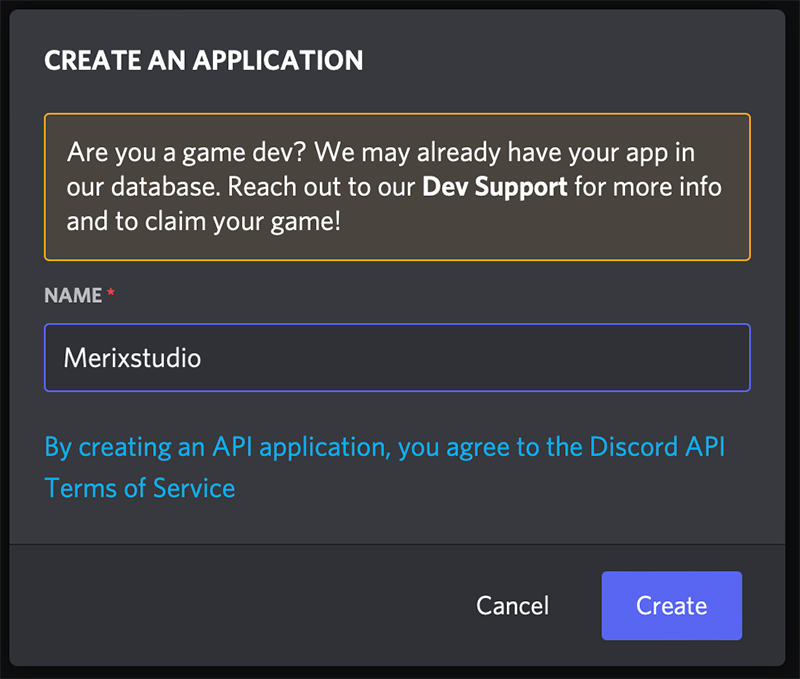 CREATE AN APPLICATION
Are you a game dev? We may already have your app in
our database. Reach out to our Dev Support for more info
and to claim your game!
NAME *
Merixstudio
By creating an API application, you agree to the Discord API
Terms of Service
Cancel
Create